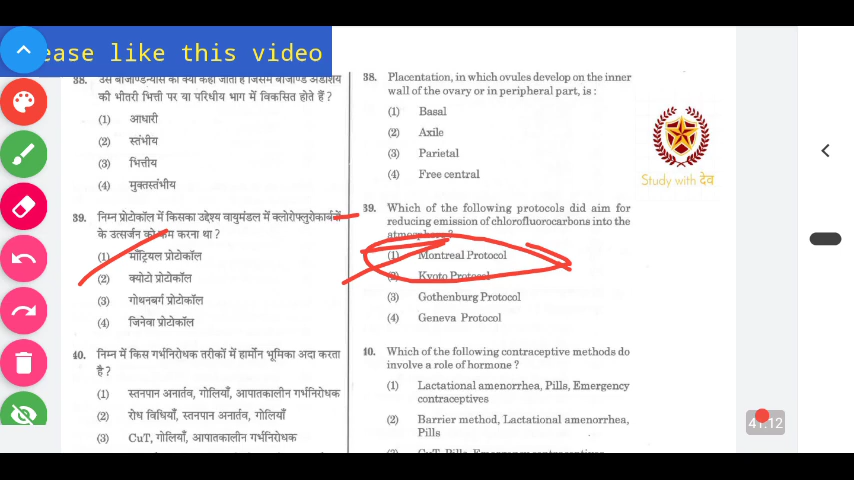 ease like this video
38. उस बीजाण्डन्यास को क्या कहा जाता है जिसमें बीजाण्ड अंडाशय
की भीतरी भित्ती पर या परिधीय भाग में विकसित होते हैं ?
(1) आधारी
(2) स्तंभीय
(3) भित्तीय
(4) मुक्तस्तंभीय
39. निम्न प्रोटोकॉल में किसका उद्देश्य वायुमंडल में क्लोरोफ्लुरोकार्बनों
के उत्सर्जन को कम करना था ?
(1) मॉंट्रियल प्रोटोकॉल
(2) क्योटो प्रोटोकॉल
(3) गोथनबर्ग प्रोटोकॉल
(4) जिनेवा प्रोटोकॉल
40. निम्न में किस गर्भनिरोधक तरीकों में हार्मोन भूमिका अदा करता
है ?
(1) स्तनपान अनार्तव, गोलियाँ, आपातकालीन गर्भनिरोधक
(2) रोध विधियाँ, स्तनपान अनार्तव, गोलियाँ
(3) CuT, गोलियाँ, आपातकालीन गर्भनिरोधक
38. Placentation, in which ovules develop on the inner
wall of the ovary or in peripheral part, is :
(1) Basal
(2) Axile
(3) Parietal
(4) Free central
39. Which of the following protocols did aim for
reducing emission of chlorofluorocarbons into the
atmosphere ?
(1) Montreal Protocol
(2) Kyoto Protocol
(3) Gothenburg Protocol
(4) Geneva Protocol
40. Which of the following contraceptive methods do
involve a role of hormone ?
(1) Lactational amenorrhea, Pills, Emergency
contraceptives
(2) Barrier method, Lactational amenorrhea,
Pills
(3) CuT, Pills, Emergency contraceptives
Study with देव
41:12